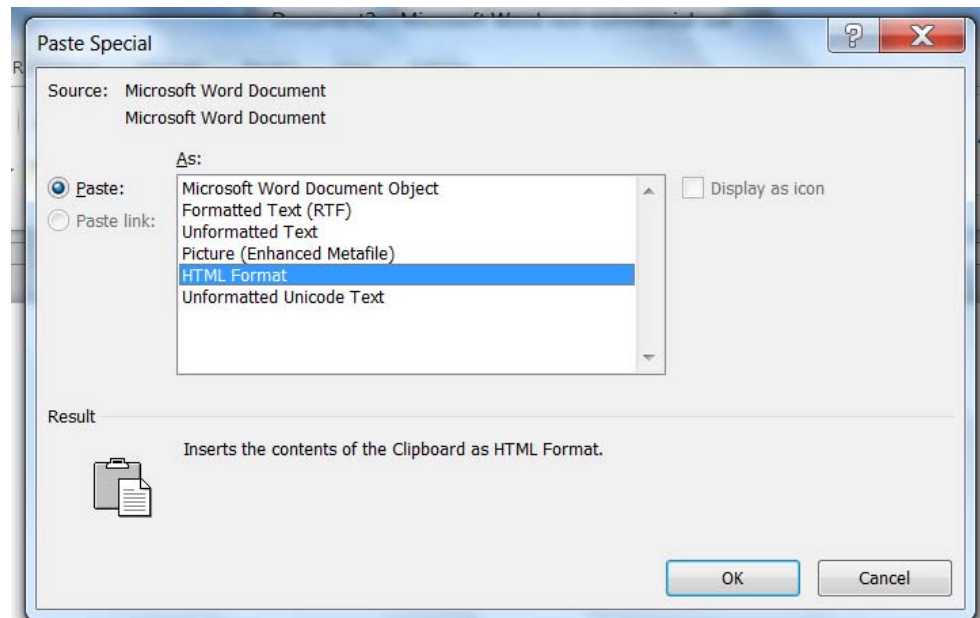 Paste Special
Source: Microsoft Word Document
Microsoft Word Document
As:
Paste:
Paste link:
Microsoft Word Document Object
Formatted Text (RTF)
Unformatted Text
Picture (Enhanced Metafile)
HTML Format
Unformatted Unicode Text
Display as icon
Result
Inserts the contents of the Clipboard as HTML Format.
OK
Cancel